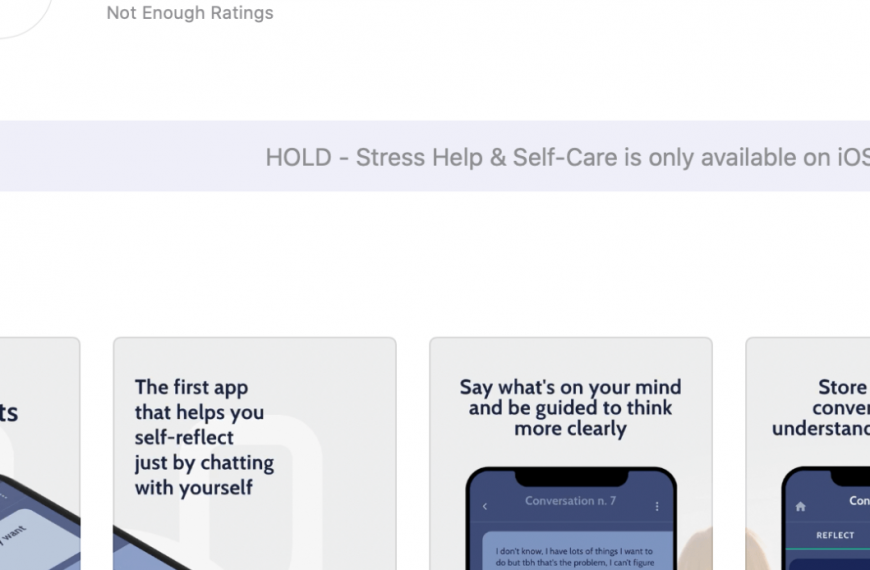 Not Enough Ratings
HOLD - Stress Help & Self-Care is only available on iOS
ts
The first app
that helps you
self-reflect
just by chatting
with yourself
Say what's on your mind
and be guided to think
more clearly
Conversation n. 7
I don't know, I have lots of things I want to
do but tbh that's the problem, I can't figure
Store
conver
understand
Con
REFLECT
want